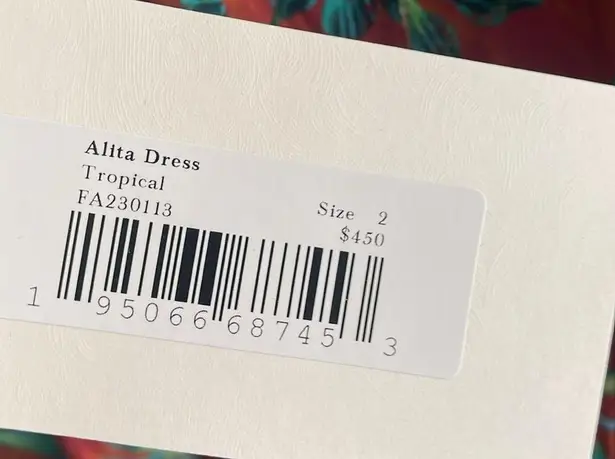 Alita Dress
Tropical
FA230113
Size 2
$450
1 95066 68745 3